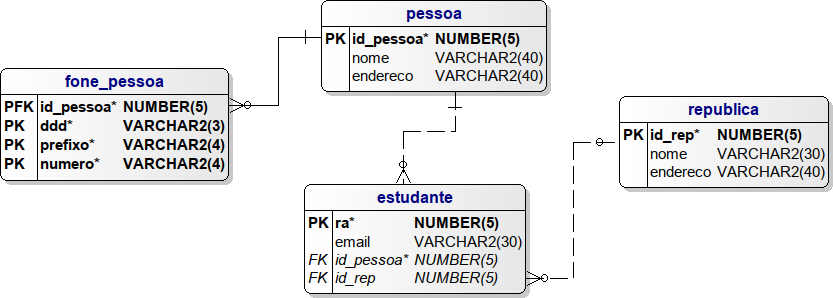 pessoa
PK id_pessoa* NUMBER(5)
nome VARCHAR2(40)
endereco VARCHAR2(40)
fone_pessoa
PFK id_pessoa* NUMBER(5)
PK ddd* VARCHAR2(3)
PK prefixo* VARCHAR2(4)
PK numero* VARCHAR2(4)
republica
PK id_rep* NUMBER(5)
nome VARCHAR2(30)
endereco VARCHAR2(40)
estudante
PK ra* NUMBER(5)
email VARCHAR2(30)
FK id_pessoa* NUMBER(5)
FK id_rep NUMBER(5)